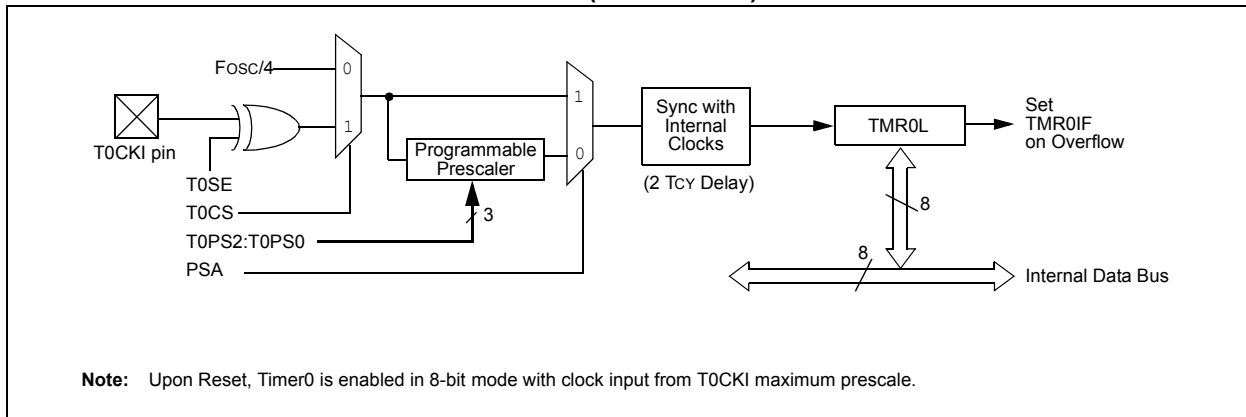 FOSC/4
0
1
T0CKI pin
T0SE
T0CS
T0PS2:T0PS0
PSA
Programmable
Prescaler
3
1
0
Sync with
Internal
Clocks
(2 TCY Delay)
TMR0L
Set
TMR0IF
on Overflow
8
8
Internal Data Bus
Note: Upon Reset, Timer0 is enabled in 8-bit mode with clock input from T0CKI maximum prescale.